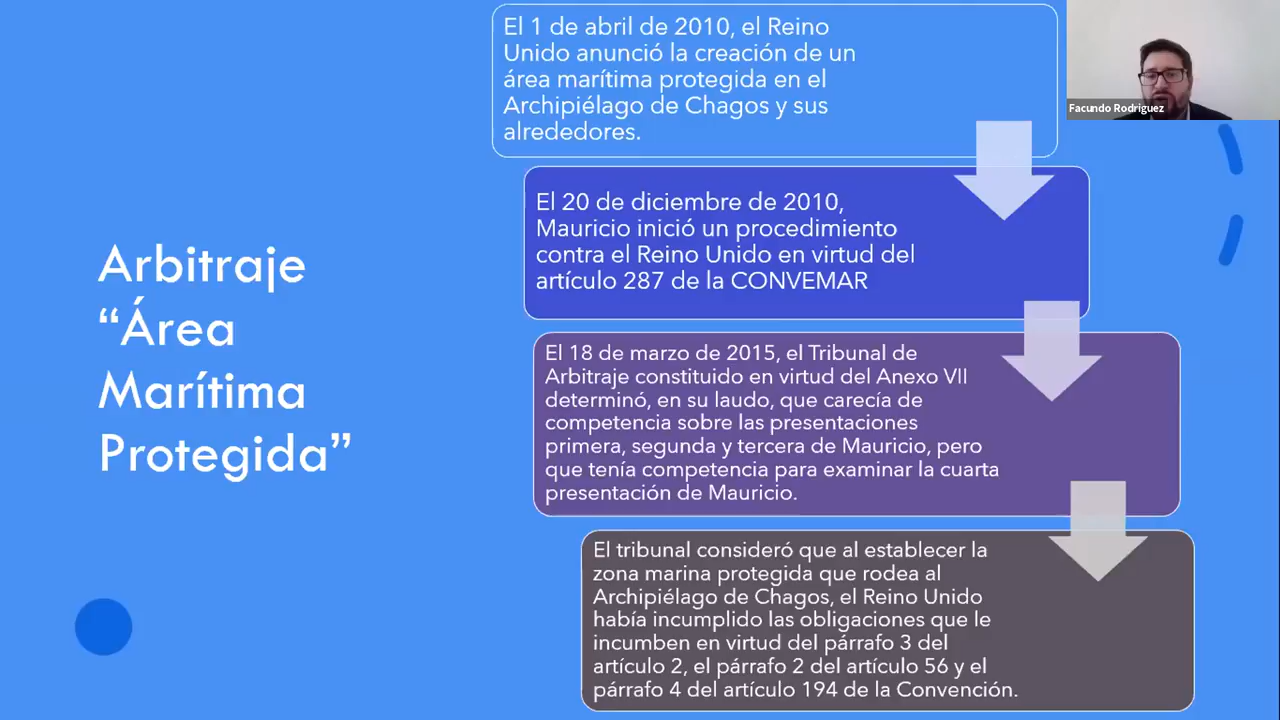 Arbitraje
“Área
Marítima
Protegida”
El 1 de abril de 2010, el Reino
Unido anunció la creación de un
área marítima protegida en el
Archipiélago de Chagos y sus
alrededores.
El 20 de diciembre de 2010,
Mauricio inició un procedimiento
contra el Reino Unido en virtud del
artículo 287 de la CONVEMAR
El 18 de marzo de 2015, el Tribunal de
Arbitraje constituido en virtud del Anexo VII
determinó, en su laudo, que carecía de
competencia sobre las presentaciones
primera, segunda y tercera de Mauricio, pero
que tenía competencia para examinar la cuarta
presentación de Mauricio.
El tribunal consideró que al establecer la
zona marina protegida que rodea al
Archipiélago de Chagos, el Reino Unido
había incumplido las obligaciones que le
incumben en virtud del párrafo 3 del
artículo 2, el párrafo 2 del artículo 56 y el
párrafo 4 del artículo 194 de la Convención.
Facundo Rodriguez